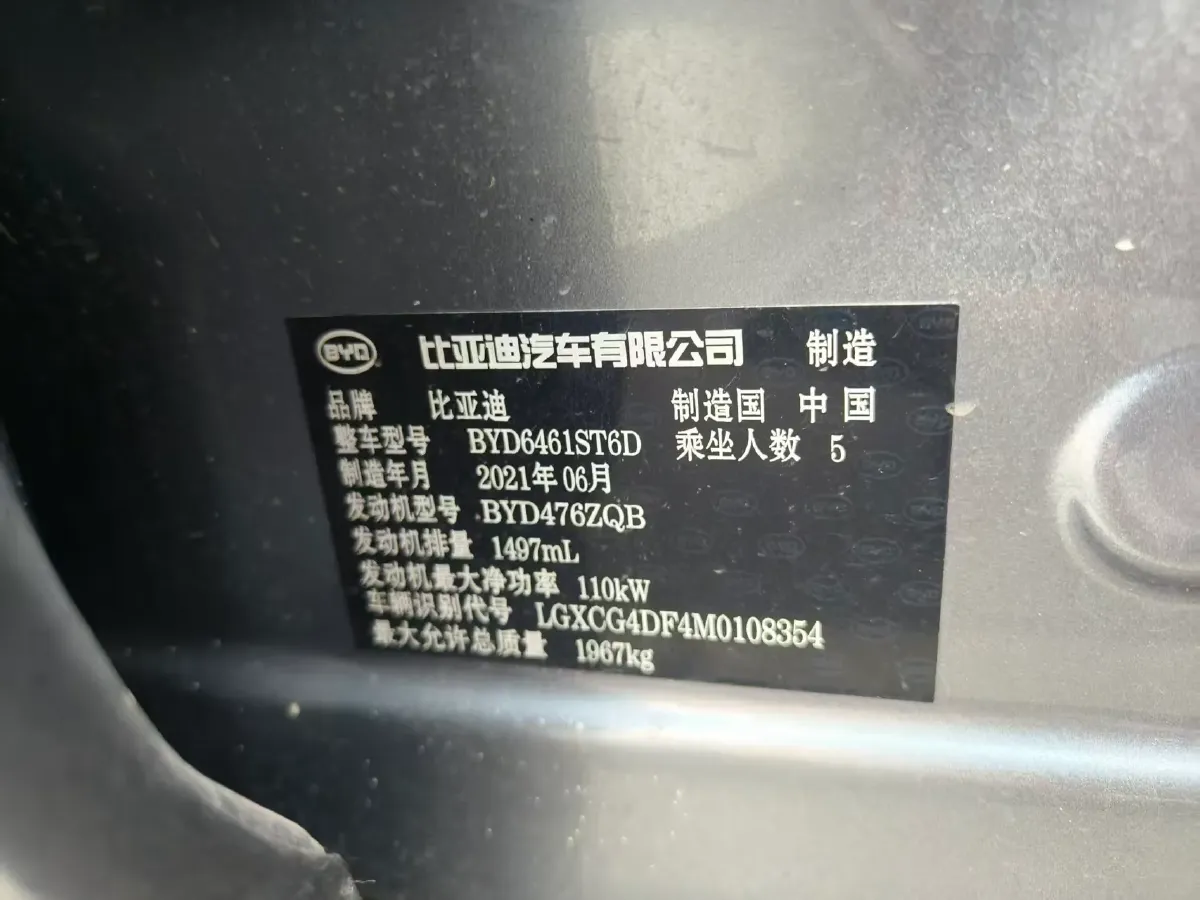 BYD 比亚迪汽车有限公司 制造
品牌 比亚迪 制造国 中国
整车型号 BYD6461ST6D 乘坐人数 5
制造年月 2021年06月
发动机型号 BYD476ZQB
发动机排量 1497mL
发动机最大净功率 110kW
车辆识别代号 LGXCG4DF4M0108354
最大允许总质量 1967kg